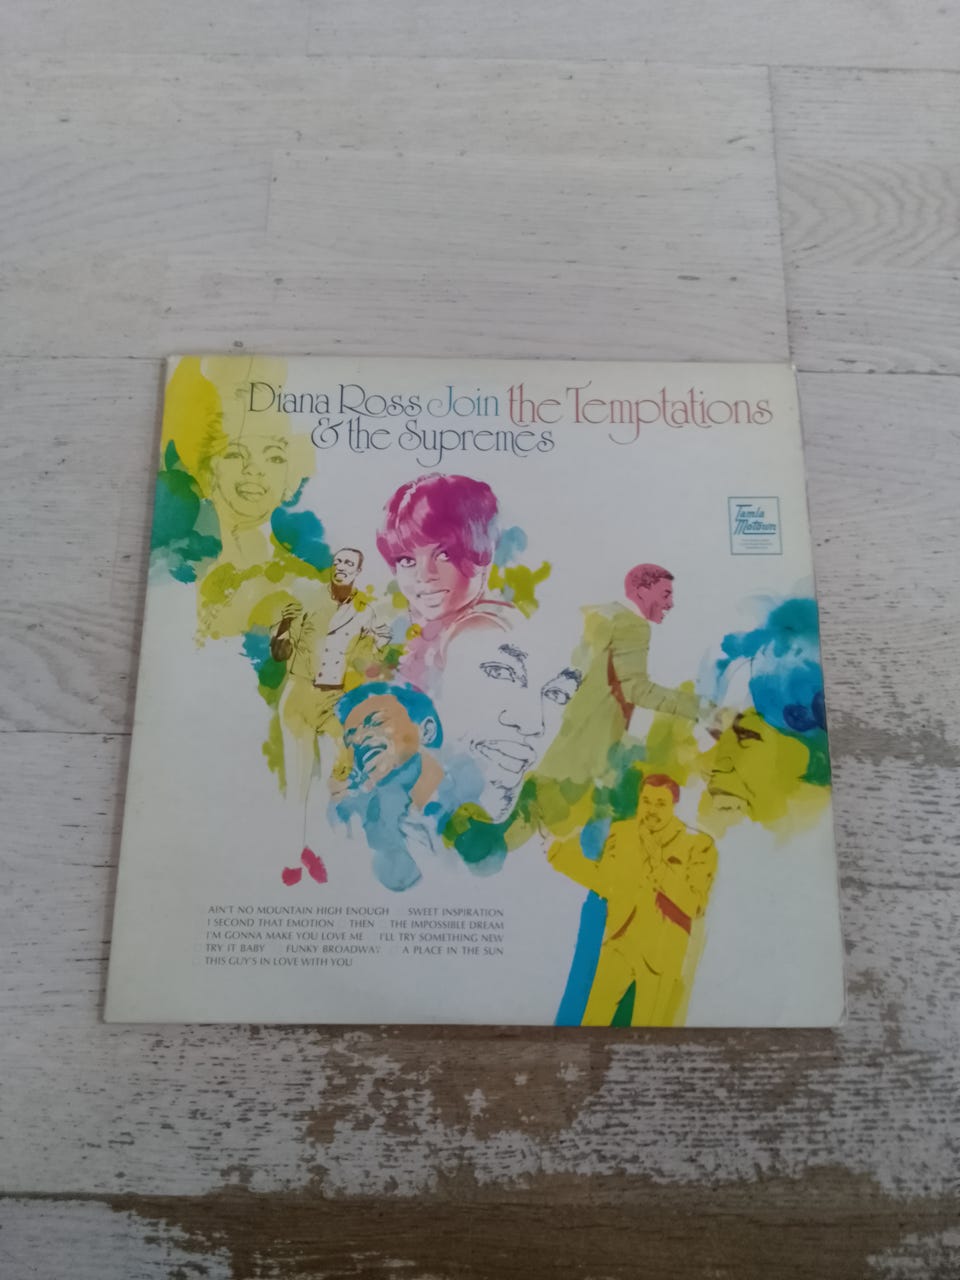 Diana Ross Join the Temptations
& the Supremes
Tamla
Motown
AIN'T NO MOUNTAIN HIGH ENOUGH SWEET INSPIRATION
I SECOND THAT EMOTION THEN THE IMPOSSIBLE DREAM
I'M GONNA MAKE YOU LOVE ME I'LL TRY SOMETHING NEW
TRY IT BABY FUNKY BROADWAY A PLACE IN THE SUN
THIS GUY'S IN LOVE WITH YOU